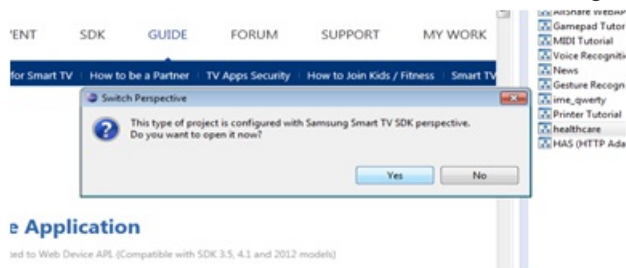 SDK
GUIDE
FORUM
SUPPORT
MY WORK
for Smart TV
How to be a Partner
TV Apps Security
How to Join Kids / Fitness
Smart TV
Switch Perspective
This type of project is configured with Samsung Smart TV SDK perspective.
Do you want to open it now?
Yes
No
e Application
ted to Web Device API. (Compatible with SDK 3.5, 4.1 and 2012 models)
AllShare WebAP
Gamepad Tutor
MIDI Tutorial
Voice Recogniti
News
Gesture Recogn
ime_qwerty
Printer Tutorial
healthcare
HAS (HTTP Ada